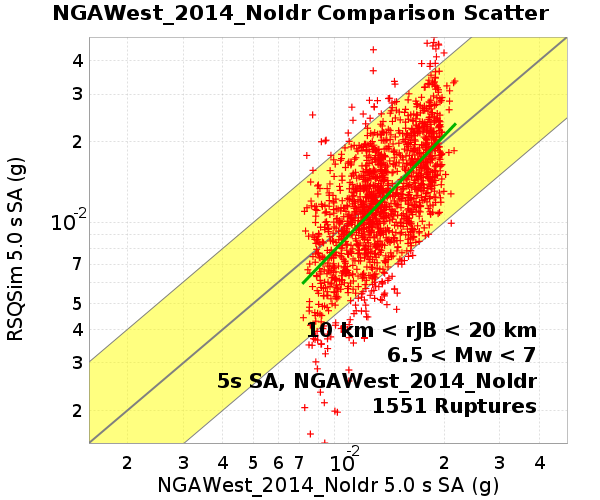 NGAWest_2014_NoIdr Comparison Scatter
RSQSim 5.0 s SA (g)
4
3
2
10-2
7
5
4
3
2
10 km < rJB < 20 km
6.5 < Mw < 7
5s SA, NGAWest_2014_NoIdr
1551 Ruptures
2 3 4 5 6 7 10-2 2 3 4
NGAWest_2014_NoIdr 5.0 s SA (g)